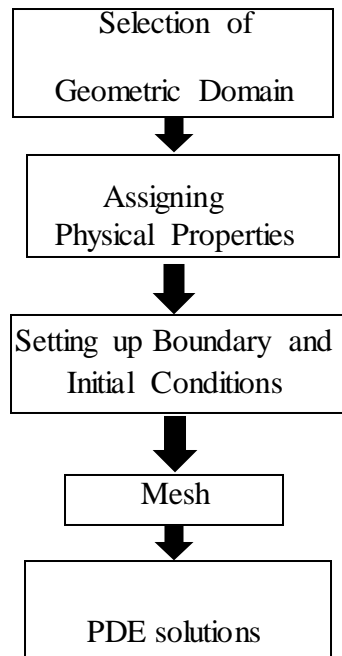 Selection of
Geometric Domain
Assigning
Physical Properties
Setting up Boundary and
Initial Conditions
Mesh
PDE solutions